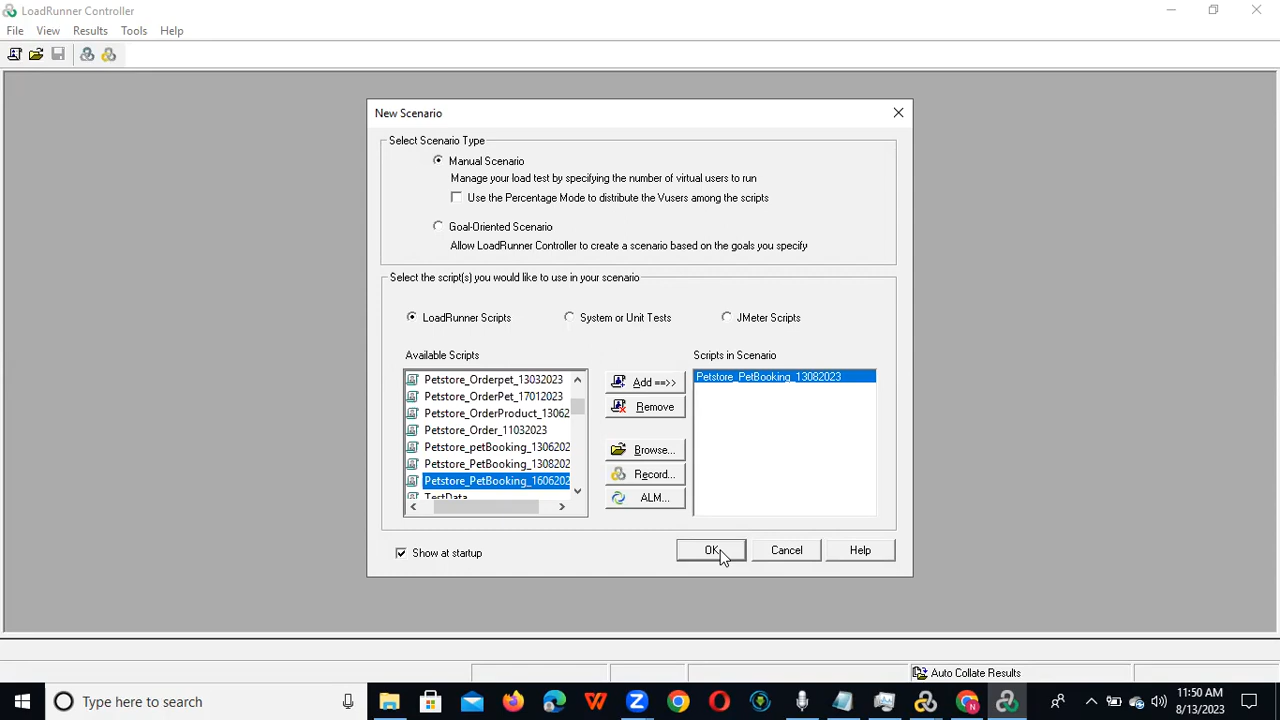 LoadRunner Controller
File View Results Tools Help
New Scenario
Select Scenario Type
Manual Scenario
Manage your load test by specifying the number of virtual users to run
Use the Percentage Mode to distribute the Vusers among the scripts
Goal-Oriented Scenario
Allow LoadRunner Controller to create a scenario based on the goals you specify
Select the script(s) you would like to use in your scenario
LoadRunner Scripts System or Unit Tests JMeter Scripts
Available Scripts Scripts in Scenario
Petstore_Orderpet_13032023
Petstore_OrderPet_17012023
Petstore_OrderProduct_13062
Petstore_Order_11032023
Petstore_petBooking_1306202
Petstore_PetBooking_1308202
Petstore_PetBooking_1606202
TestData
Add ==>>
Remove
Browse...
Record...
ALM...
Petstore_PetBooking_13082023
Show at startup
OK Cancel Help
Auto Collate Results
Type here to search
11:50 AM
8/13/2023